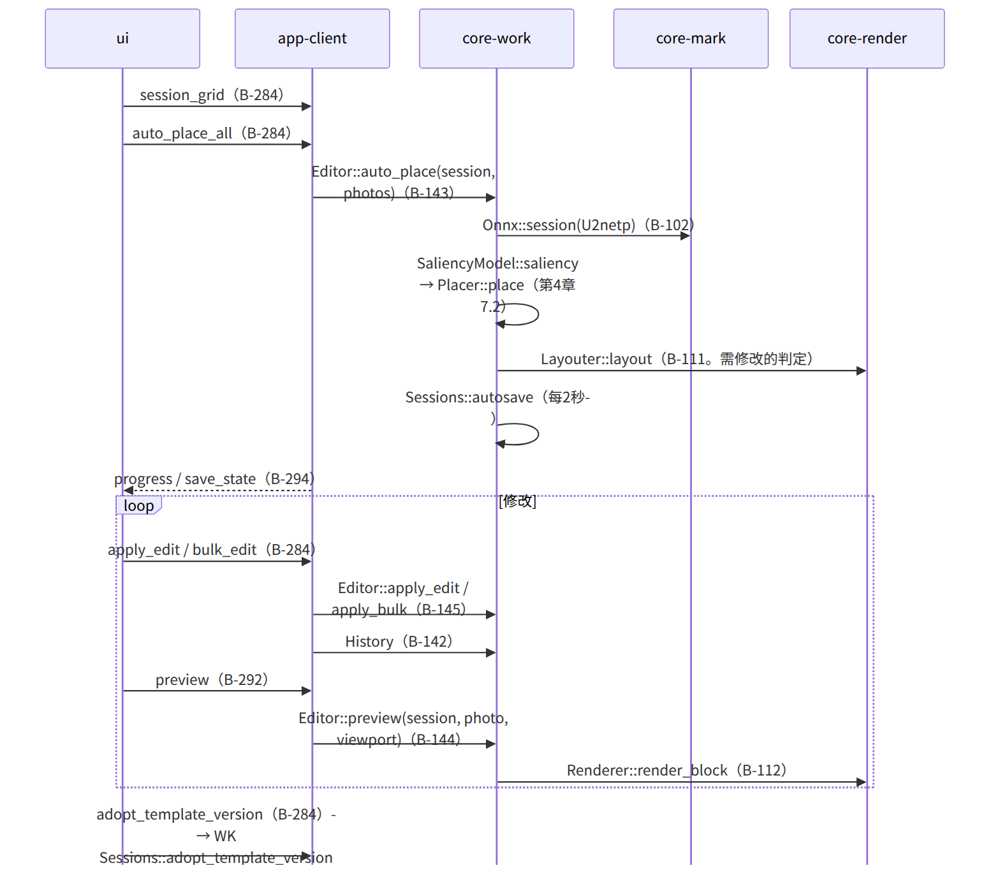 ui
app-client
core-work
core-mark
core-render
session_grid（B-284）
auto_place_all（B-284）
Editor::auto_place(session,
photos)（B-143）
Onnx::session(U2netp)（B-102）
SaliencyModel::saliency
→ Placer::place（第4章
7.2）
Layouter::layout（B-111。需修改的判定）
Sessions::autosave（每2秒-
）
progress / save_state（B-294）
loop
[修改]
apply_edit / bulk_edit（B-284）
Editor::apply_edit /
apply_bulk（B-145）
History（B-142）
preview（B-292）
Editor::preview(session, photo,
viewport)（B-144）
Renderer::render_block（B-112）
adopt_template_version（B-284）-
→ WK
Sessions::adopt_template_version